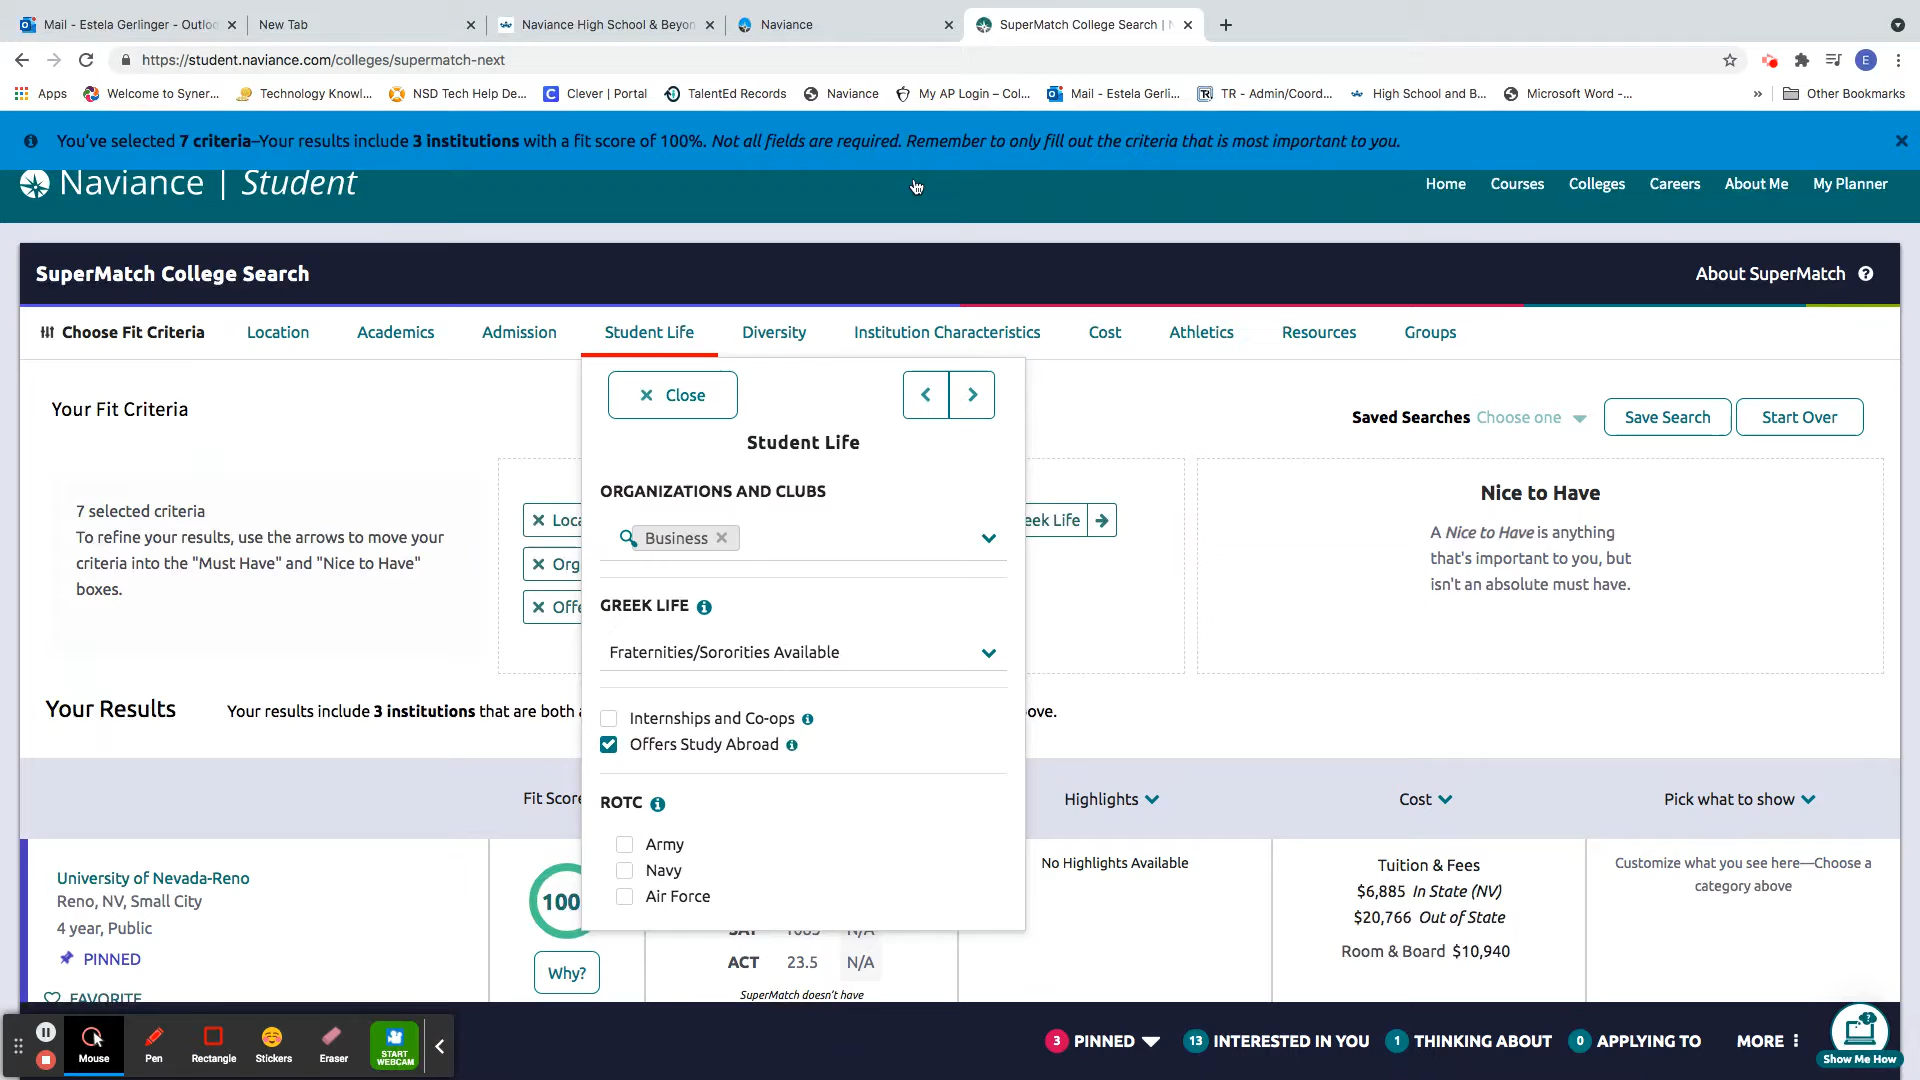 Mail - Estela Gerlinger - Outloo
New Tab
Naviance High School & Beyon
Naviance
SuperMatch College Search |
https://student.naviance.com/colleges/supermatch-next
E
Apps
Welcome to Syner...
Technology Knowl...
NSD Tech Help De...
Clever | Portal
TalentEd Records
Naviance
My AP Login – Col...
Mail - Estela Gerli...
TR - Admin/Coord...
High School and B...
Microsoft Word -...
Other Bookmarks
You've selected 7 criteria–Your results include 3 institutions with a fit score of 100%. Not all fields are required. Remember to only fill out the criteria that is most important to you.
Naviance | Student
Home
Courses
Colleges
Careers
About Me
My Planner
SuperMatch College Search
About SuperMatch
Choose Fit Criteria
Location
Academics
Admission
Student Life
Diversity
Institution Characteristics
Cost
Athletics
Resources
Groups
Close
Your Fit Criteria
Saved Searches Choose one
Save Search
Start Over
Student Life
7 selected criteria
To refine your results, use the arrows to move your
criteria into the "Must Have" and "Nice to Have"
boxes.
Loca
Org
Offe
ORGANIZATIONS AND CLUBS
Business
GREEK LIFE
Fraternities/Sororities Available
Internships and Co-ops
Offers Study Abroad
ROTC
Army
Navy
Air Force
eek Life
Nice to Have
A Nice to Have is anything
that's important to you, but
isn't an absolute must have.
Your Results
Your results include 3 institutions that are both a
ove.
Fit Score
Highlights
Cost
Pick what to show
University of Nevada-Reno
Reno, NV, Small City
4 year, Public
PINNED
FAVORITE
100
Why?
SAT 1085 N/A
ACT 23.5 N/A
SuperMatch doesn't have
No Highlights Available
Tuition & Fees
$6,885 In State (NV)
$20,766 Out of State
Room & Board $10,940
Customize what you see here—Choose a
category above
Mouse
Pen
Rectangle
Stickers
Eraser
START
WEBCAM
3 PINNED
13 INTERESTED IN YOU
1 THINKING ABOUT
0 APPLYING TO
MORE
Show Me How